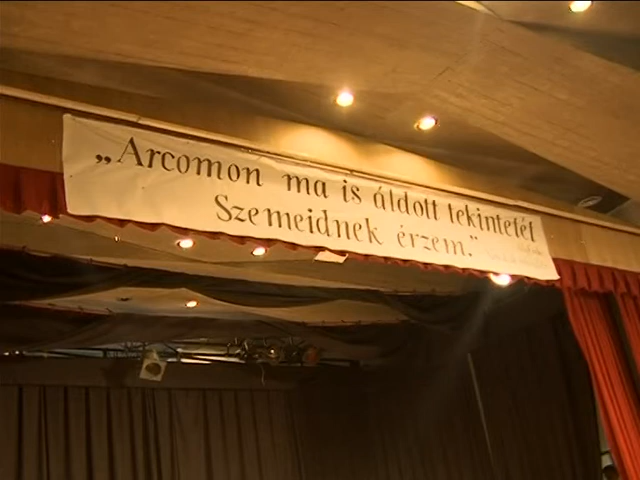 „Arcomon ma is áldott tekintetét
Szemeidnek érzem."